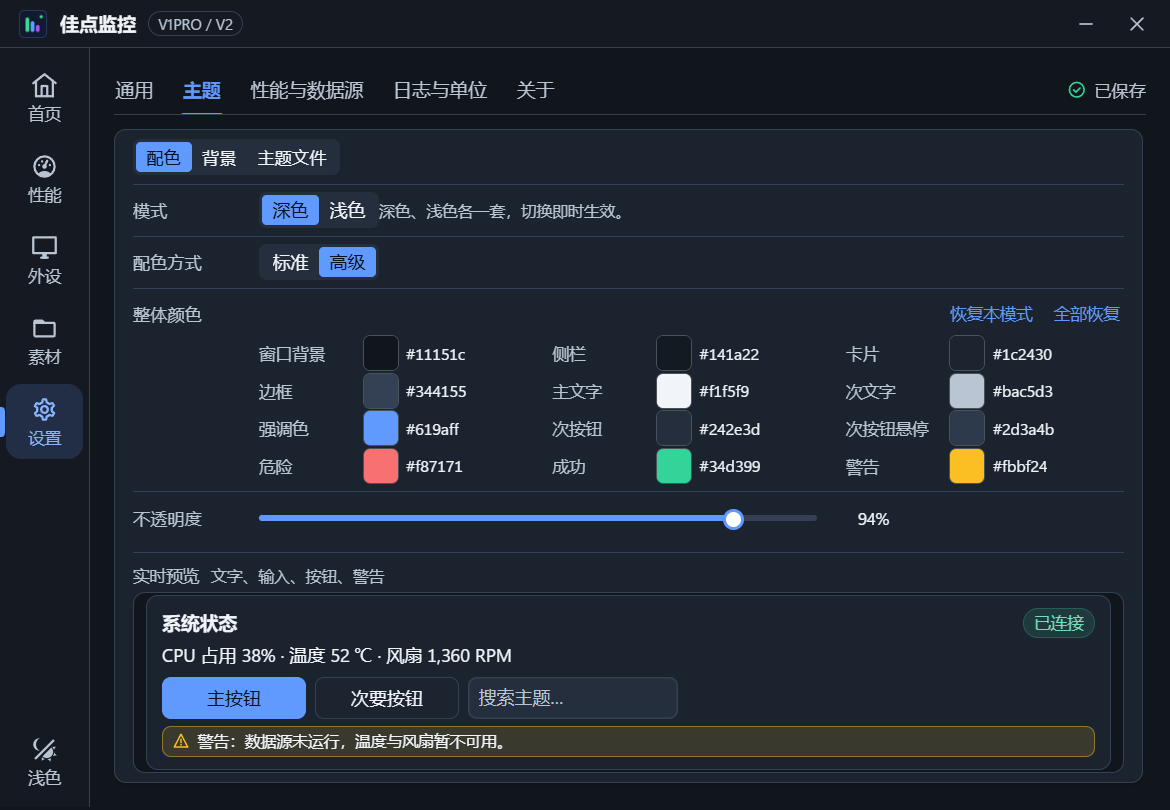 佳点监控 V1PRO / V2
首页
性能
外设
素材
设置
浅色
通用 主题 性能与数据源 日志与单位 关于 已保存
配色 背景 主题文件
模式 深色 浅色 深色、浅色各一套，切换即时生效。
配色方式 标准 高级
整体颜色 恢复本模式 全部恢复
窗口背景 #11151c 侧栏 #141a22 卡片 #1c2430
边框 #344155 主文字 #f1f5f9 次文字 #bac5d3
强调色 #619aff 次按钮 #242e3d 次按钮悬停 #2d3a4b
危险 #f87171 成功 #34d399 警告 #fbbf24
不透明度 94%
实时预览 文字、输入、按钮、警告
系统状态 已连接
CPU 占用 38% · 温度 52 ℃ · 风扇 1,360 RPM
主按钮 次要按钮 搜索主题...
警告：数据源未运行，温度与风扇暂不可用。